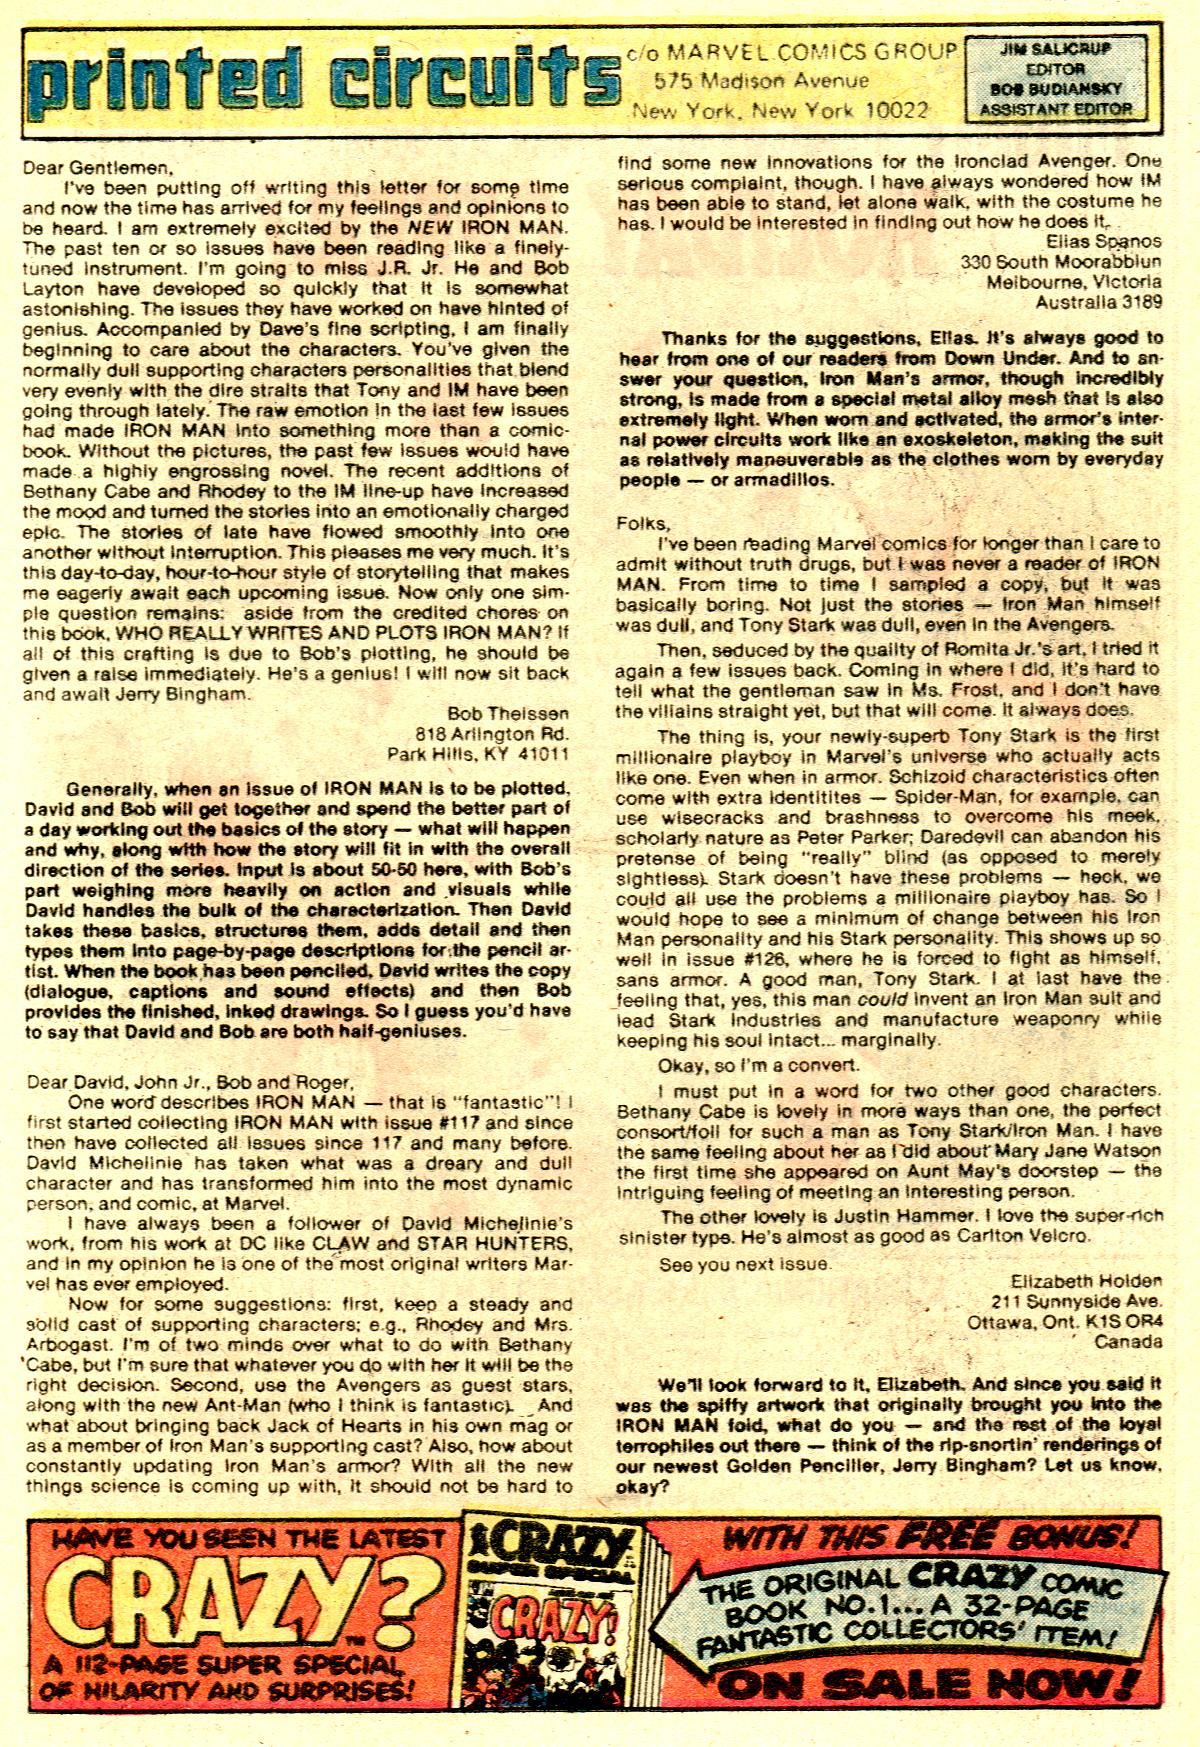 printed circuits
c/o MARVEL COMICS GROUP
575 Madison Avenue
New York, New York 10022
JIM SALICRUP
EDITOR
BOB BUDIANSKY
ASSISTANT EDITOR
Dear Gentlemen,
I've been putting off writing this letter for some time
and now the time has arrived for my feelings and opinions to
be heard. I am extremely excited by the NEW IRON MAN.
The past ten or so issues have been reading like a finely-
tuned instrument. I'm going to miss J.R. Jr. He and Bob
Layton have developed so quickly that it is somewhat
astonishing. The issues they have worked on have hinted of
genius. Accompanied by Dave's fine scripting, I am finally
beginning to care about the characters. You've given the
normally dull supporting characters personalities that blend
very evenly with the dire straits that Tony and IM have been
going through lately. The raw emotion in the last few issues
had made IRON MAN into something more than a comic-
book. Without the pictures, the past few issues would have
made a highly engrossing novel. The recent additions of
Bethany Cabe and Rhodey to the IM line-up have increased
the mood and turned the stories into an emotionally charged
epic. The stories of late have flowed smoothly into one
another without interruption. This pleases me very much. It's
this day-to-day, hour-to-hour style of storytelling that makes
me eagerly await each upcoming issue. Now only one sim-
ple question remains: aside from the credited chores on
this book, WHO REALLY WRITES AND PLOTS IRON MAN? If
all of this crafting is due to Bob's plotting, he should be
given a raise immediately. He's a genius! I will now sit back
and await Jerry Bingham.
Bob Theissen
818 Arlington Rd.
Park Hills, KY 41011
Generally, when an issue of IRON MAN is to be plotted,
David and Bob will get together and spend the better part of
a day working out the basics of the story — what will happen
and why, along with how the story will fit in with the overall
direction of the series. Input is about 50-50 here, with Bob's
part weighing more heavily on action and visuals while
David handles the bulk of the characterization. Then David
takes these basics, structures them, adds detail and then
types them into page-by-page descriptions for the pencil ar-
tist. When the book has been penciled, David writes the copy
(dialogue, captions and sound effects) and then Bob
provides the finished, inked drawings. So I guess you'd have
to say that David and Bob are both half-geniuses.
Dear David, John Jr., Bob and Roger,
One word describes IRON MAN — that is "fantastic"! I
first started collecting IRON MAN with issue #117 and since
then have collected all issues since 117 and many before.
David Michelinie has taken what was a dreary and dull
character and has transformed him into the most dynamic
person, and comic, at Marvel.
I have always been a follower of David Michelinie's
work, from his work at DC like CLAW and STAR HUNTERS,
and in my opinion he is one of the most original writers Mar-
vel has ever employed.
Now for some suggestions: first, keep a steady and
solid cast of supporting characters; e.g., Rhodey and Mrs.
Arbogast. I'm of two minds over what to do with Bethany
Cabe, but I'm sure that whatever you do with her it will be the
right decision. Second, use the Avengers as guest stars,
along with the new Ant-Man (who I think is fantastic). And
what about bringing back Jack of Hearts in his own mag or
as a member of Iron Man's supporting cast? Also, how about
constantly updating Iron Man's armor? With all the new
things science is coming up with, it should not be hard to
find some new innovations for the Ironclad Avenger. One
serious complaint, though. I have always wondered how IM
has been able to stand, let alone walk, with the costume he
has. I would be interested in finding out how he does it.
Elias Spanos
330 South Moorabbiun
Melbourne, Victoria
Australia 3189
Thanks for the suggestions, Elias. It's always good to
hear from one of our readers from Down Under. And to an-
swer your question, Iron Man's armor, though incredibly
strong, is made from a special metal alloy mesh that is also
extremely light. When worn and activated, the armor's inter-
nal power circuits work like an exoskeleton, making the suit
as relatively maneuverable as the clothes worn by everyday
people — or armadillos.
Folks,
I've been reading Marvel comics for longer than I care to
admit without truth drugs, but I was never a reader of IRON
MAN. From time to time I sampled a copy, but it was
basically boring. Not just the stories — Iron Man himself
was dull, and Tony Stark was dull, even in the Avengers.
Then, seduced by the quality of Romita Jr.'s art, I tried it
again a few issues back. Coming in where I did, it's hard to
tell what the gentleman saw in Ms. Frost, and I don't have
the villains straight yet, but that will come. It always does.
The thing is, your newly-superb Tony Stark is the first
millionaire playboy in Marvel's universe who actually acts
like one. Even when in armor. Schizoid characteristics often
come with extra identitites — Spider-Man, for example, can
use wisecracks and brashness to overcome his meek,
scholarly nature as Peter Parker; Daredevil can abandon his
pretense of being "really" blind (as opposed to merely
sightless). Stark doesn't have these problems — heck, we
could all use the problems a millionaire playboy has. So I
would hope to see a minimum of change between his Iron
Man personality and his Stark personality. This shows up so
well in issue #126, where he is forced to fight as himself,
sans armor. A good man, Tony Stark. I at last have the
feeling that, yes, this man could invent an Iron Man suit and
lead Stark Industries and manufacture weaponry while
keeping his soul intact... marginally.
Okay, so I'm a convert.
I must put in a word for two other good characters.
Bethany Cabe is lovely in more ways than one, the perfect
consort/foil for such a man as Tony Stark/Iron Man. I have
the same feeling about her as I did about Mary Jane Watson
the first time she appeared on Aunt May's doorstep — the
intriguing feeling of meeting an interesting person.
The other lovely is Justin Hammer. I love the super-rich
sinister type. He's almost as good as Carlton Velcro.
See you next issue.
Elizabeth Holden
211 Sunnyside Ave.
Ottawa, Ont. K1S OR4
Canada
We'll look forward to it, Elizabeth. And since you said it
was the spiffy artwork that originally brought you into the
IRON MAN fold, what do you — and the rest of the loyal
ferrophiles out there — think of the rip-snortin' renderings of
our newest Golden Penciller, Jerry Bingham? Let us know,
okay?
HAVE YOU SEEN THE LATEST
CRAZY?
TM
A 112-PAGE SUPER SPECIAL
OF HILARITY AND SURPRISES!
CRAZY
SUPER SPECIAL
CRAZY!
WITH THIS FREE BONUS!
THE ORIGINAL CRAZY COMIC
BOOK NO.1... A 32-PAGE
FANTASTIC COLLECTORS' ITEM!
ON SALE NOW!